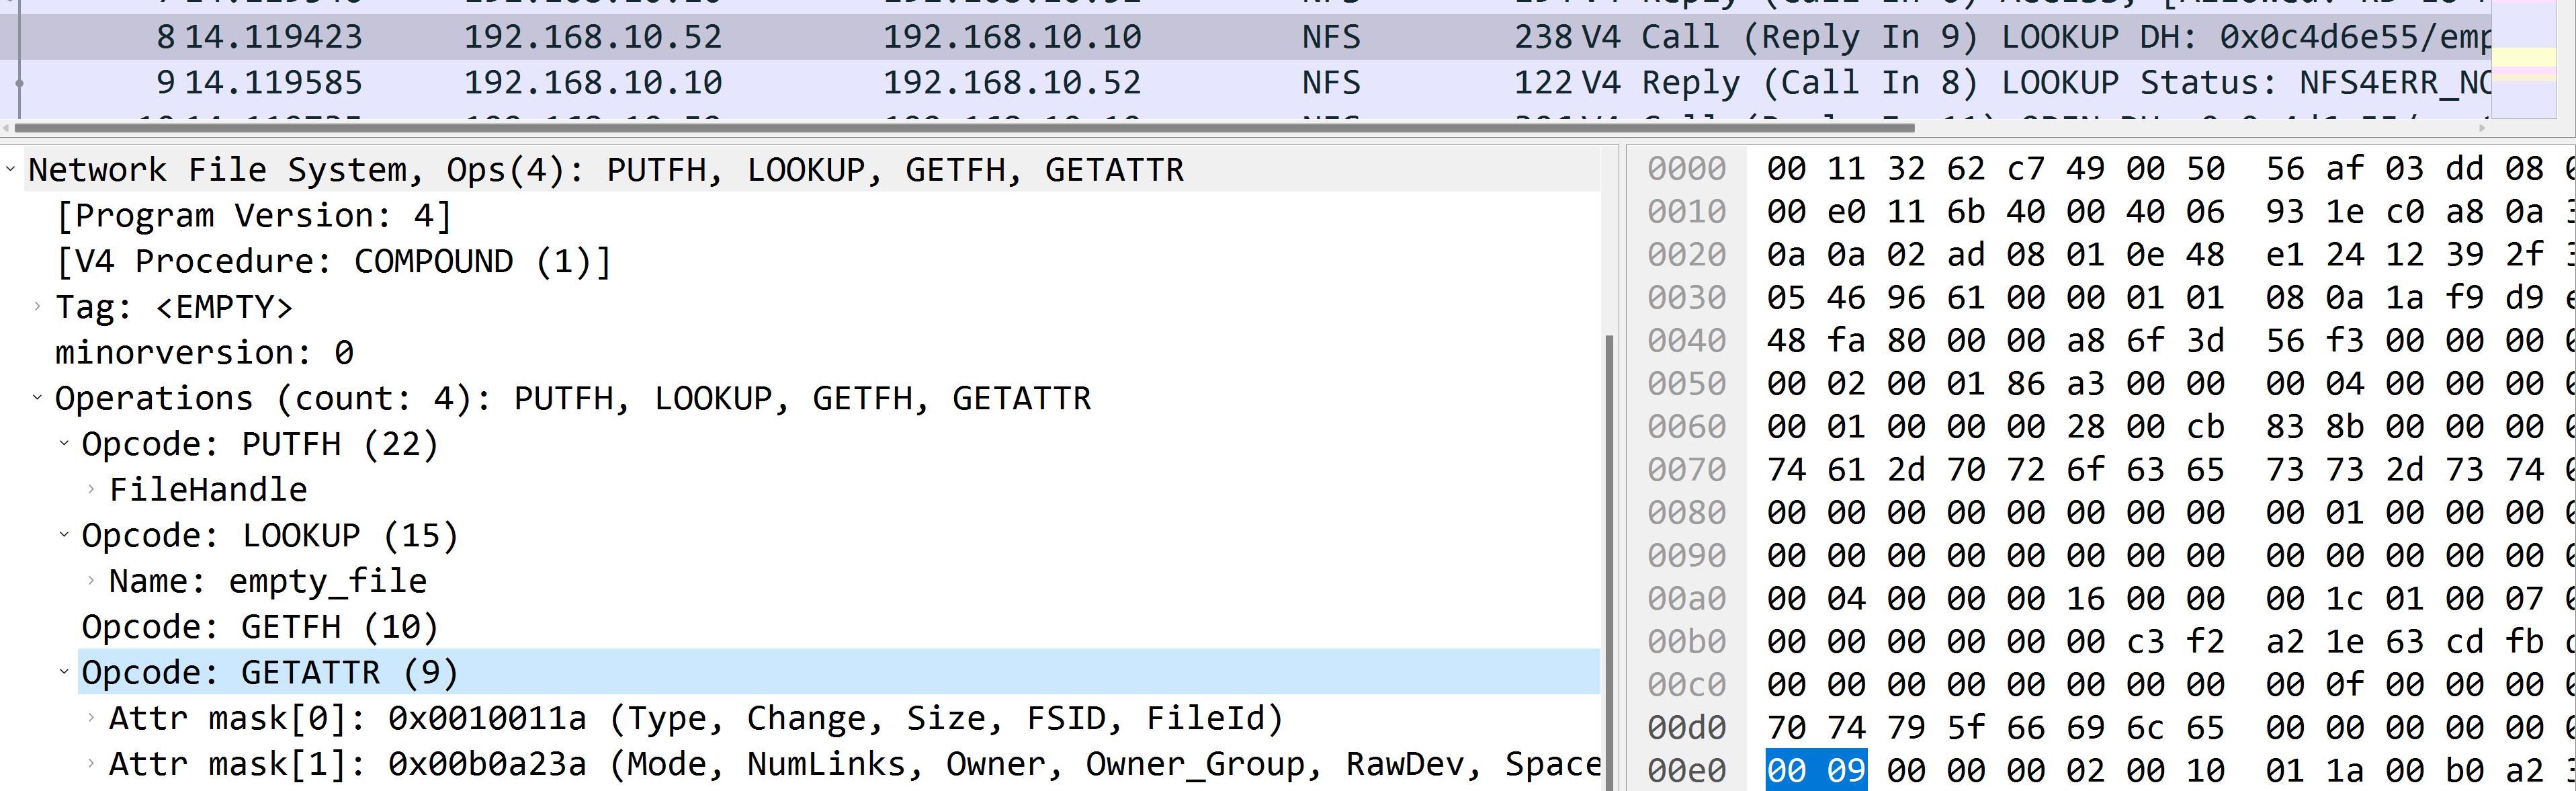 8 14.119423 192.168.10.52 192.168.10.10 NFS 238 V4 Call (Reply In 9) LOOKUP DH: 0x0c4d6e55/emp
9 14.119585 192.168.10.10 192.168.10.52 NFS 122 V4 Reply (Call In 8) LOOKUP Status: NFS4ERR_NO
Network File System, Ops(4): PUTFH, LOOKUP, GETFH, GETATTR
[Program Version: 4]
[V4 Procedure: COMPOUND (1)]
Tag: <EMPTY>
minorversion: 0
Operations (count: 4): PUTFH, LOOKUP, GETFH, GETATTR
Opcode: PUTFH (22)
FileHandle
Opcode: LOOKUP (15)
Name: empty_file
Opcode: GETFH (10)
Opcode: GETATTR (9)
Attr mask[0]: 0x0010011a (Type, Change, Size, FSID, FileId)
Attr mask[1]: 0x00b0a23a (Mode, NumLinks, Owner, Owner_Group, RawDev, Space
0000 00 11 32 62 c7 49 00 50 56 af 03 dd 08
0010 00 e0 11 6b 40 00 40 06 93 1e c0 a8 0a
0020 0a 0a 02 ad 08 01 0e 48 e1 24 12 39 2f
0030 05 46 96 61 00 00 01 01 08 0a 1a f9 d9
0040 48 fa 80 00 00 a8 6f 3d 56 f3 00 00 00
0050 00 02 00 01 86 a3 00 00 00 04 00 00 00
0060 00 01 00 00 00 28 00 cb 83 8b 00 00 00
0070 74 61 2d 70 72 6f 63 65 73 73 2d 73 74
0080 00 00 00 00 00 00 00 00 00 01 00 00 00
0090 00 00 00 00 00 00 00 00 00 00 00 00 00
00a0 00 04 00 00 00 16 00 00 00 1c 01 00 07
00b0 00 00 00 00 00 00 c3 f2 a2 1e 63 cd fb
00c0 00 00 00 00 00 00 00 00 00 0f 00 00 00
00d0 70 74 79 5f 66 69 6c 65 00 00 00 00 00
00e0 00 09 00 00 00 02 00 10 01 1a 00 b0 a2